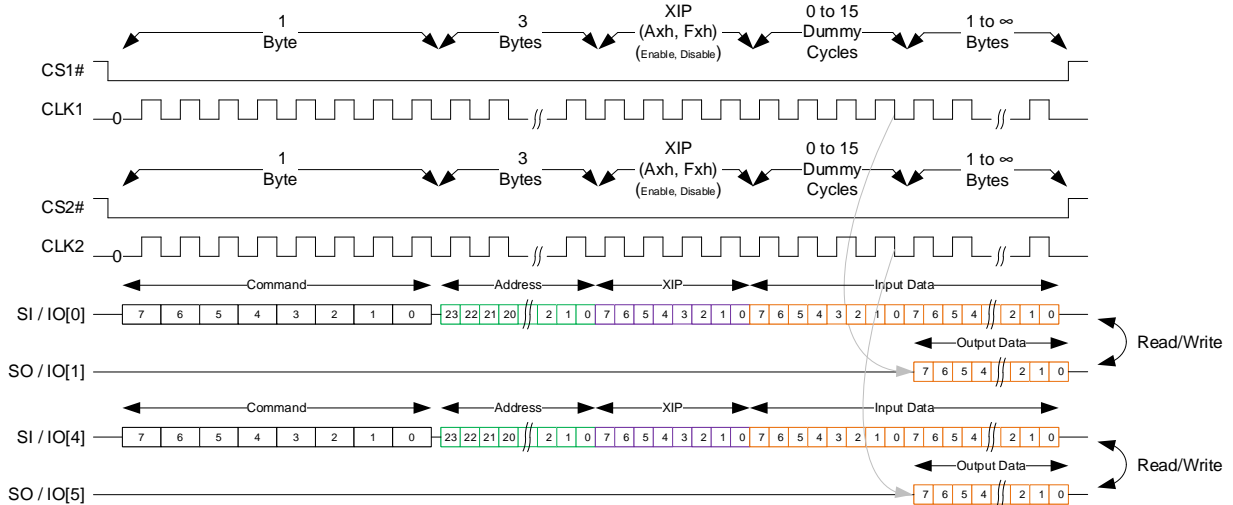 1 3 XIP 0 to 15 1 to ∞
Byte Bytes (Axh, Fxh) Dummy Bytes
(Enable, Disable) Cycles
CS1#
CLK1 0
1 3 XIP 0 to 15 1 to ∞
Byte Bytes (Axh, Fxh) Dummy Bytes
(Enable, Disable) Cycles
CS2#
CLK2 0
Command Address XIP Input Data
SI / IO[0] 7 6 5 4 3 2 1 0 23 22 21 20 2 1 0 7 6 5 4 3 2 1 0 7 6 5 4 3 2 1 0 7 6 5 4 2 1 0
Output Data Read/Write
SO / IO[1] 7 6 5 4 2 1 0
Command Address XIP Input Data
SI / IO[4] 7 6 5 4 3 2 1 0 23 22 21 20 2 1 0 7 6 5 4 3 2 1 0 7 6 5 4 3 2 1 0 7 6 5 4 2 1 0
Output Data Read/Write
SO / IO[5] 7 6 5 4 2 1 0